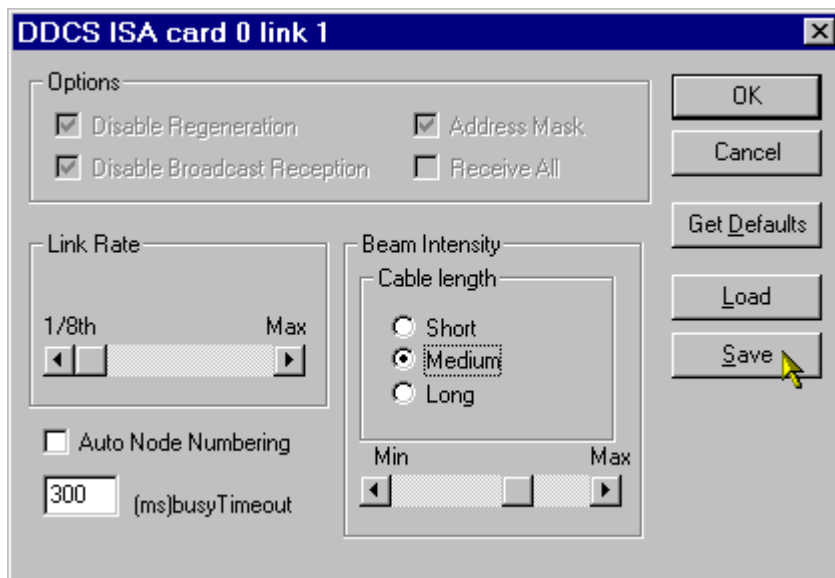 DDCS ISA card 0 link 1
Options
Disable Regeneration
Address Mask
Disable Broadcast Reception
Receive All
OK
Cancel
Get Defaults
Load
Save
Link Rate
1/8th Max
Auto Node Numbering
300 (ms)busyTimeout
Beam Intensity
Cable length
Short
Medium
Long
Min Max